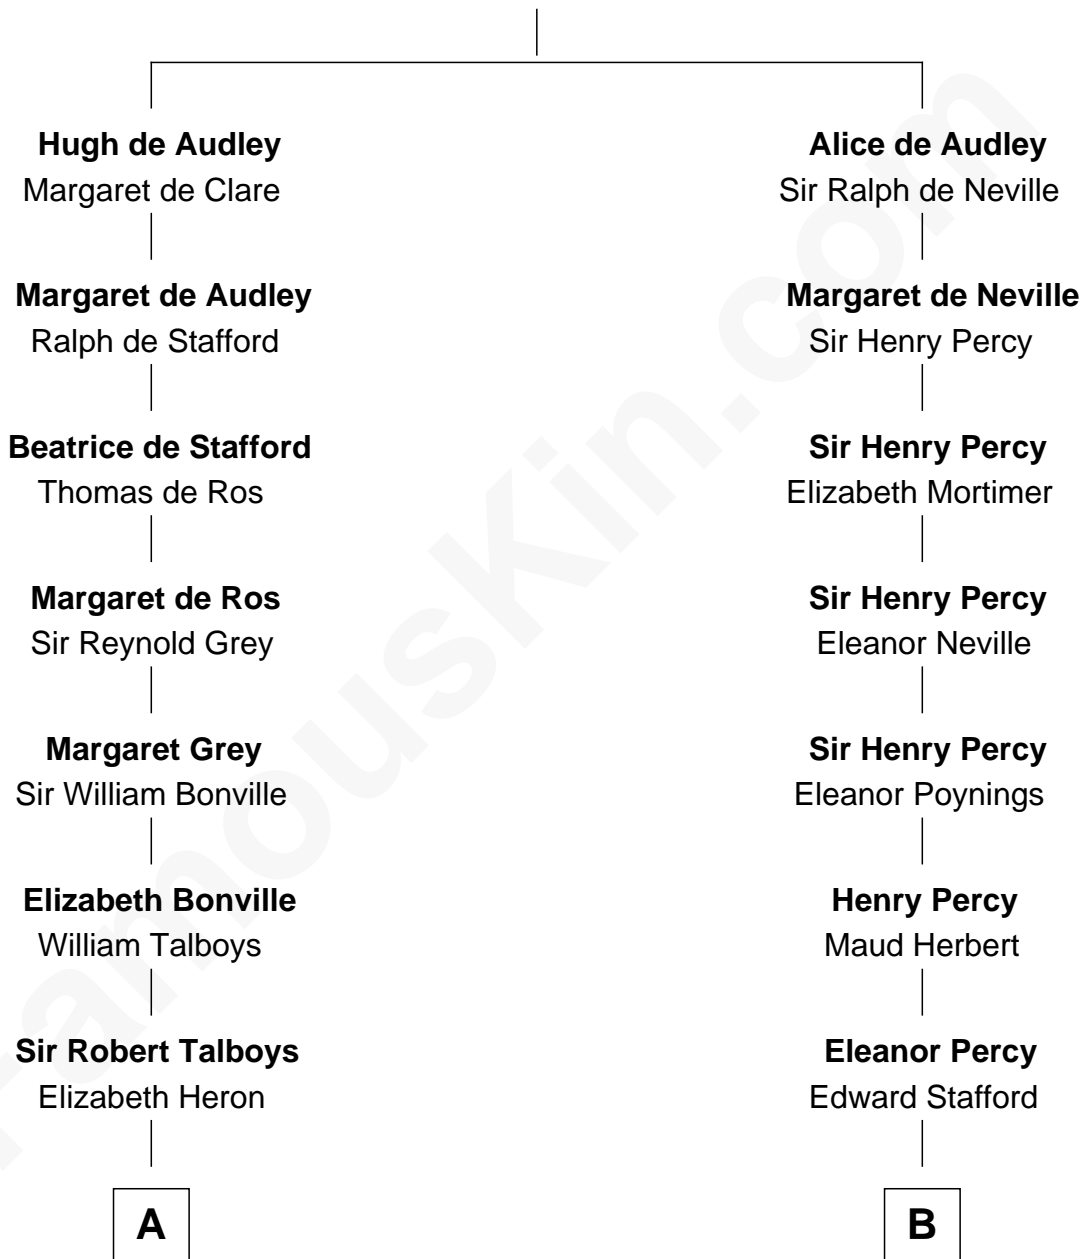 Hugh de Audley
Margaret de Clare
Margaret de Audley
Ralph de Stafford
Beatrice de Stafford
Thomas de Ros
Margaret de Ros
Sir Reynold Grey
Margaret Grey
Sir William Bonville
Elizabeth Bonville
William Talboys
Sir Robert Talboys
Elizabeth Heron
A
Alice de Audley
Sir Ralph de Neville
Margaret de Neville
Sir Henry Percy
Sir Henry Percy
Elizabeth Mortimer
Sir Henry Percy
Eleanor Neville
Sir Henry Percy
Eleanor Poynings
Henry Percy
Maud Herbert
Eleanor Percy
Edward Stafford
B
FamousKin.com